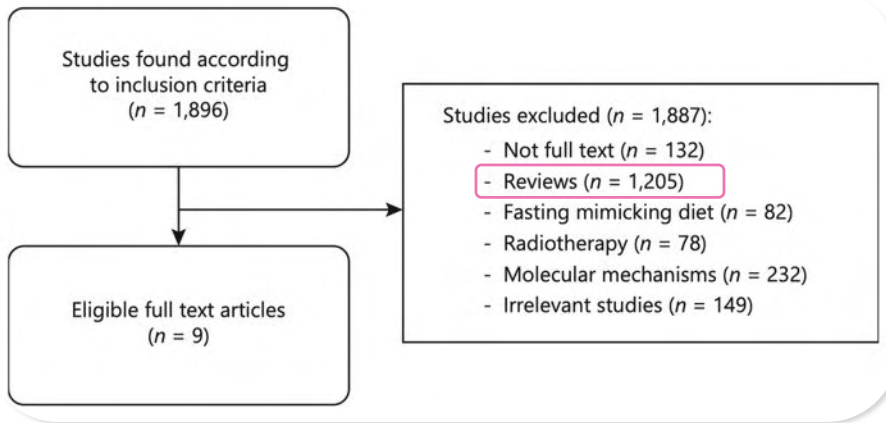 Studies found according
to inclusion criteria
(n = 1,896)
Studies excluded (n = 1,887):
- Not full text (n = 132)
- Reviews (n = 1,205)
- Fasting mimicking diet (n = 82)
- Radiotherapy (n = 78)
- Molecular mechanisms (n = 232)
- Irrelevant studies (n = 149)
Eligible full text articles
(n = 9)